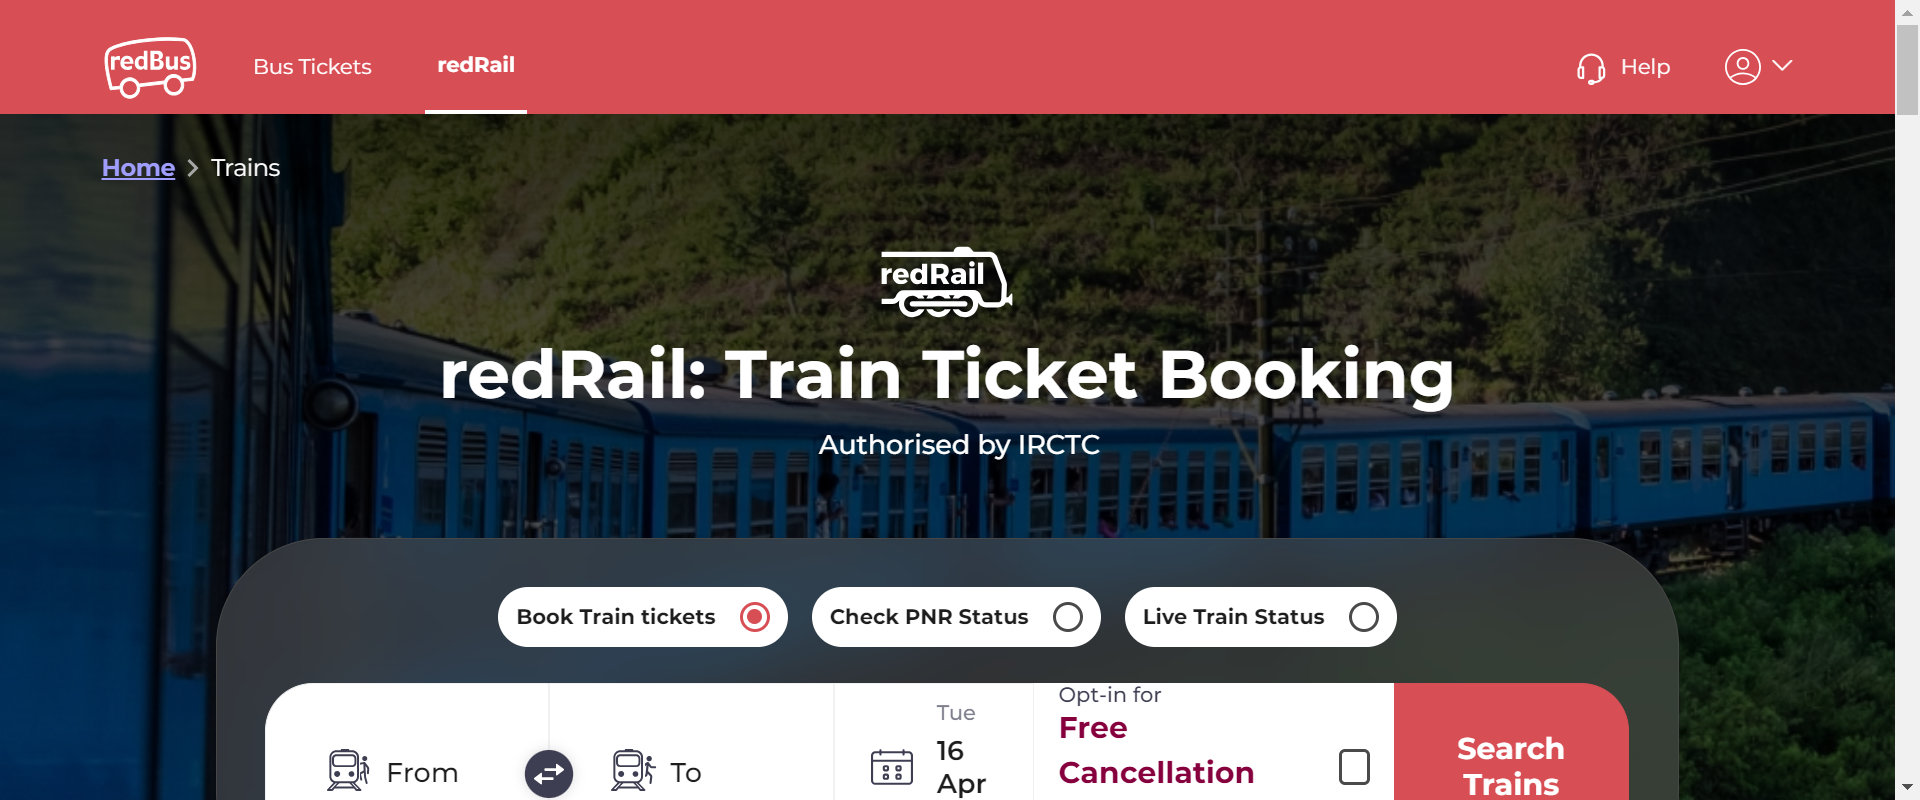 redBus
Bus Tickets
redRail
Help
Home
Trains
redRail
redRail: Train Ticket Booking
Authorised by IRCTC
Book Train tickets
Check PNR Status
Live Train Status
From
To
Tue
16
Apr
Opt-in for
Free
Cancellation
Search
Trains